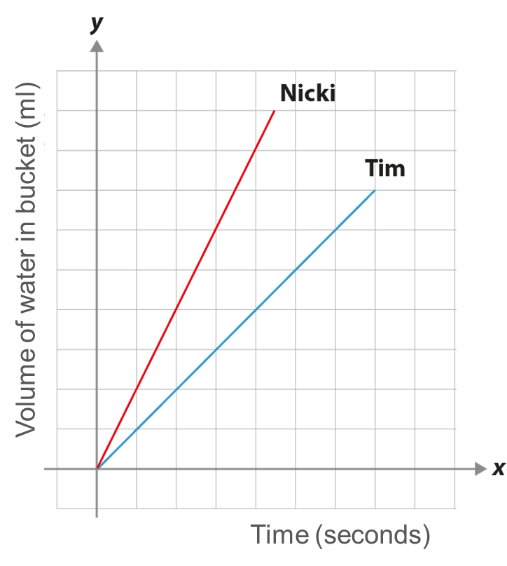 y
Nicki
Tim
Volume of water in bucket (ml)
x
Time (seconds)